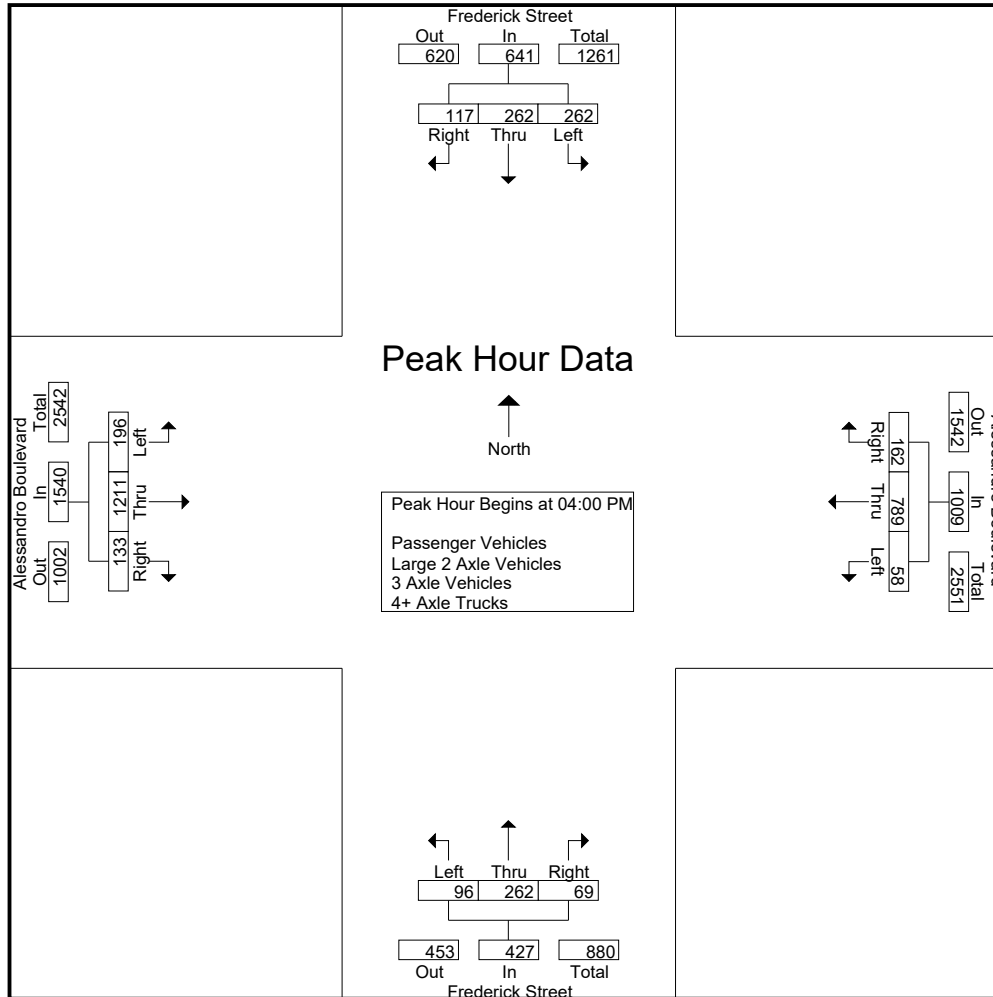 Frederick Street
Out In Total
620 641 1261
117 262 262
Right Thru Left
Peak Hour Data
North
Peak Hour Begins at 04:00 PM
Passenger Vehicles
Large 2 Axle Vehicles
3 Axle Vehicles
4+ Axle Trucks
Alessandro Boulevard
Out In Total
1002 1540 2542
133 1211 196
Right Thru Left
Out In Total
1542 1009 2551
162 789 58
Right Thru Left
Left Thru Right
96 262 69
453 427 880
Out In Total
Frederick Street